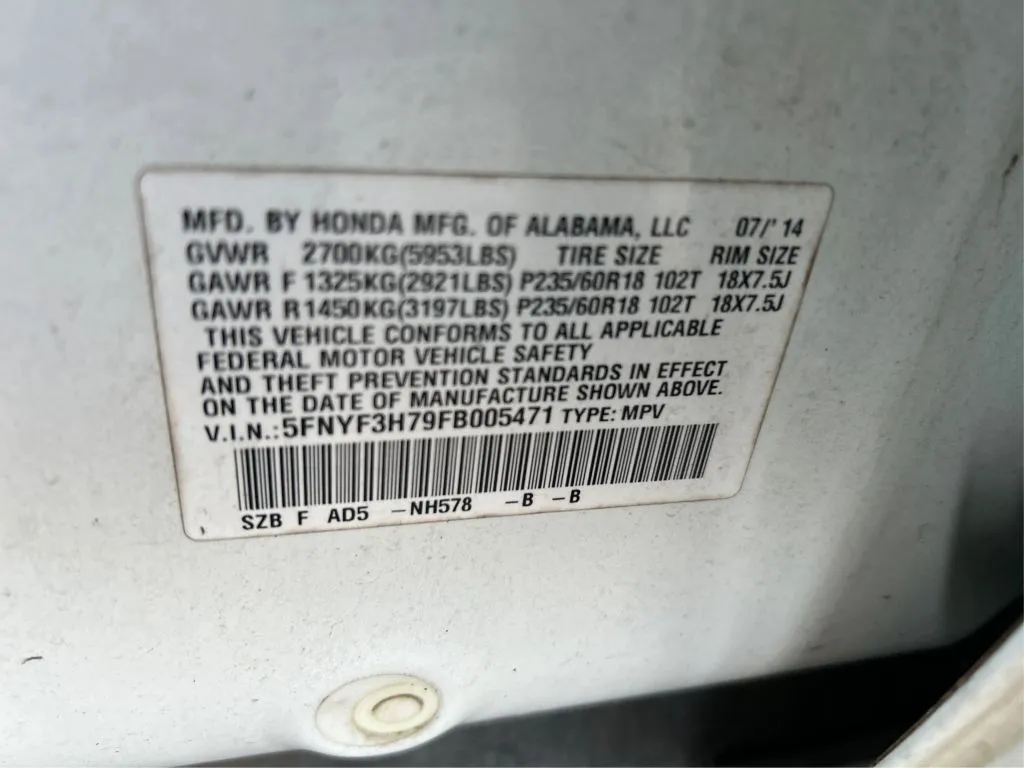 MFD. BY HONDA MFG. OF ALABAMA, LLC 07/'14
GVWR 2700KG(5953LBS) TIRE SIZE RIM SIZE
GAWR F 1325KG(2921LBS) P235/60R18 102T 18X7.5J
GAWR R1450KG(3197LBS) P235/60R18 102T 18X7.5J
THIS VEHICLE CONFORMS TO ALL APPLICABLE
FEDERAL MOTOR VEHICLE SAFETY
AND THEFT PREVENTION STANDARDS IN EFFECT
ON THE DATE OF MANUFACTURE SHOWN ABOVE.
V.I.N.:5FNYF3H79FB005471 TYPE: MPV
SZB F AD5 -NH578 -B -B